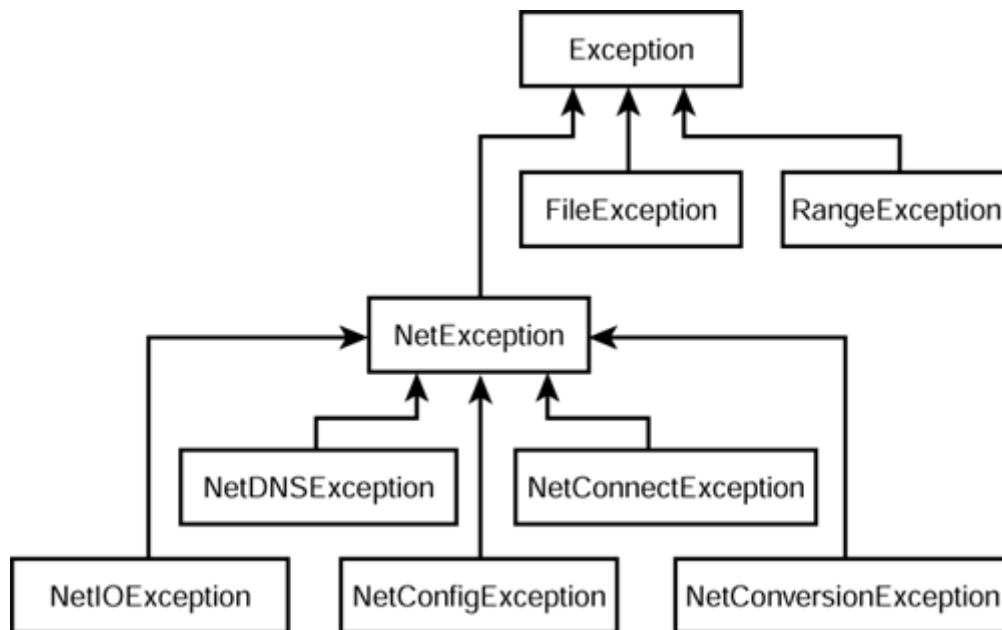 Exception
FileException
RangeException
NetException
NetDNSException
NetConnectException
NetIOException
NetConfigException
NetConversionException